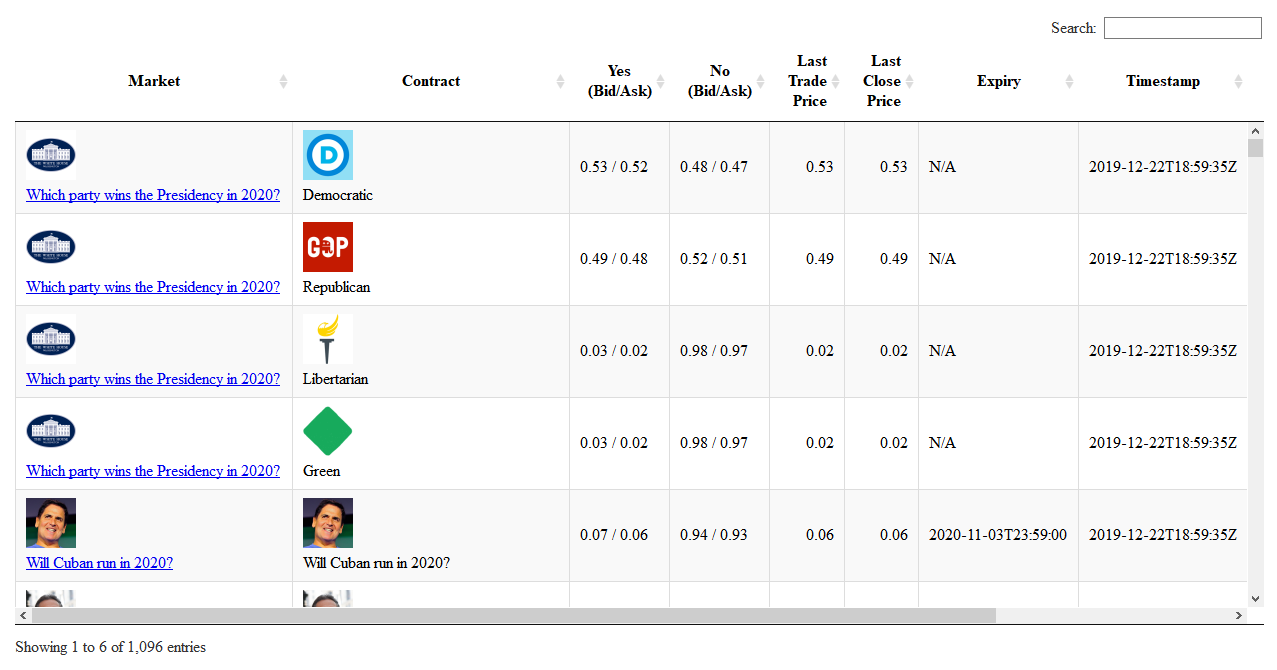 Search:
Market Contract Yes (Bid/Ask) No (Bid/Ask) Last Trade Price Last Close Price Expiry Timestamp
Which party wins the Presidency in 2020? Democratic 0.53 / 0.52 0.48 / 0.47 0.53 0.53 N/A 2019-12-22T18:59:35Z
GOP
Which party wins the Presidency in 2020? Republican 0.49 / 0.48 0.52 / 0.51 0.49 0.49 N/A 2019-12-22T18:59:35Z
Which party wins the Presidency in 2020? Libertarian 0.03 / 0.02 0.98 / 0.97 0.02 0.02 N/A 2019-12-22T18:59:35Z
Which party wins the Presidency in 2020? Green 0.03 / 0.02 0.98 / 0.97 0.02 0.02 N/A 2019-12-22T18:59:35Z
Will Cuban run in 2020? Will Cuban run in 2020? 0.07 / 0.06 0.94 / 0.93 0.06 0.06 2020-11-03T23:59:00 2019-12-22T18:59:35Z
Showing 1 to 6 of 1,096 entries